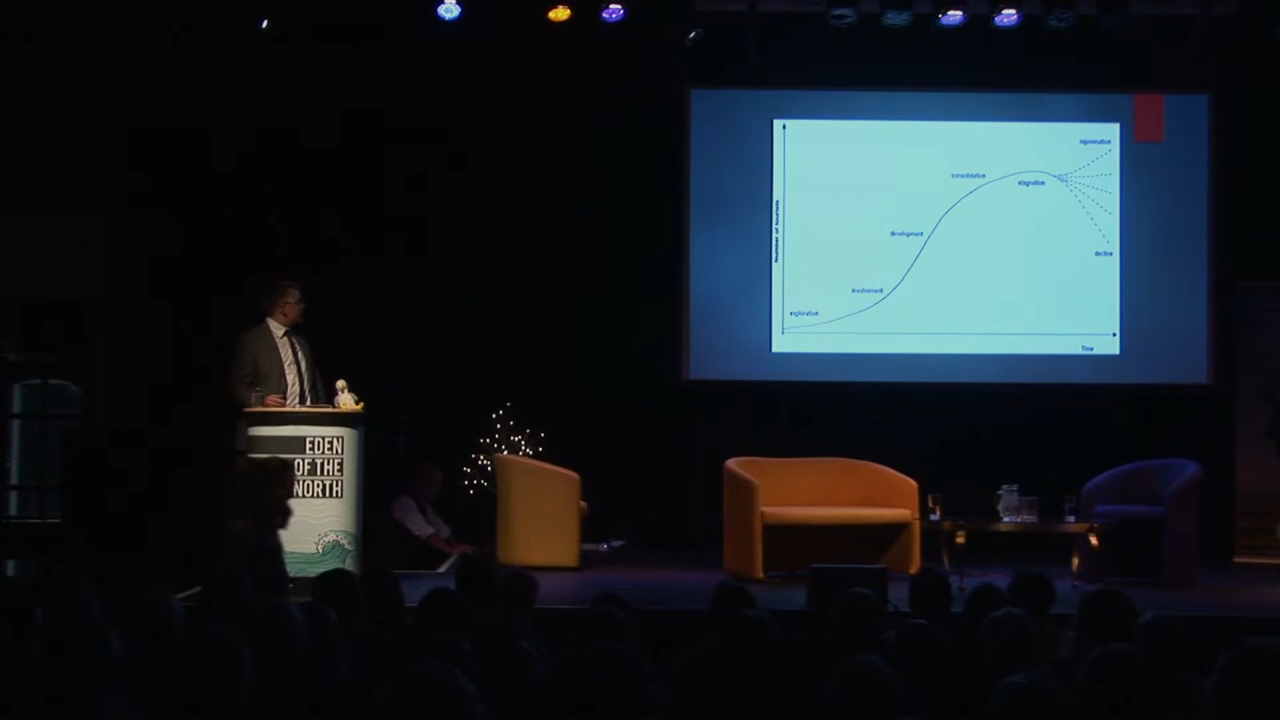 rejuvenation
consolidation
stagnation
Number of tourists
development
decline
involvement
exploration
Time
EDEN
OF THE
NORTH